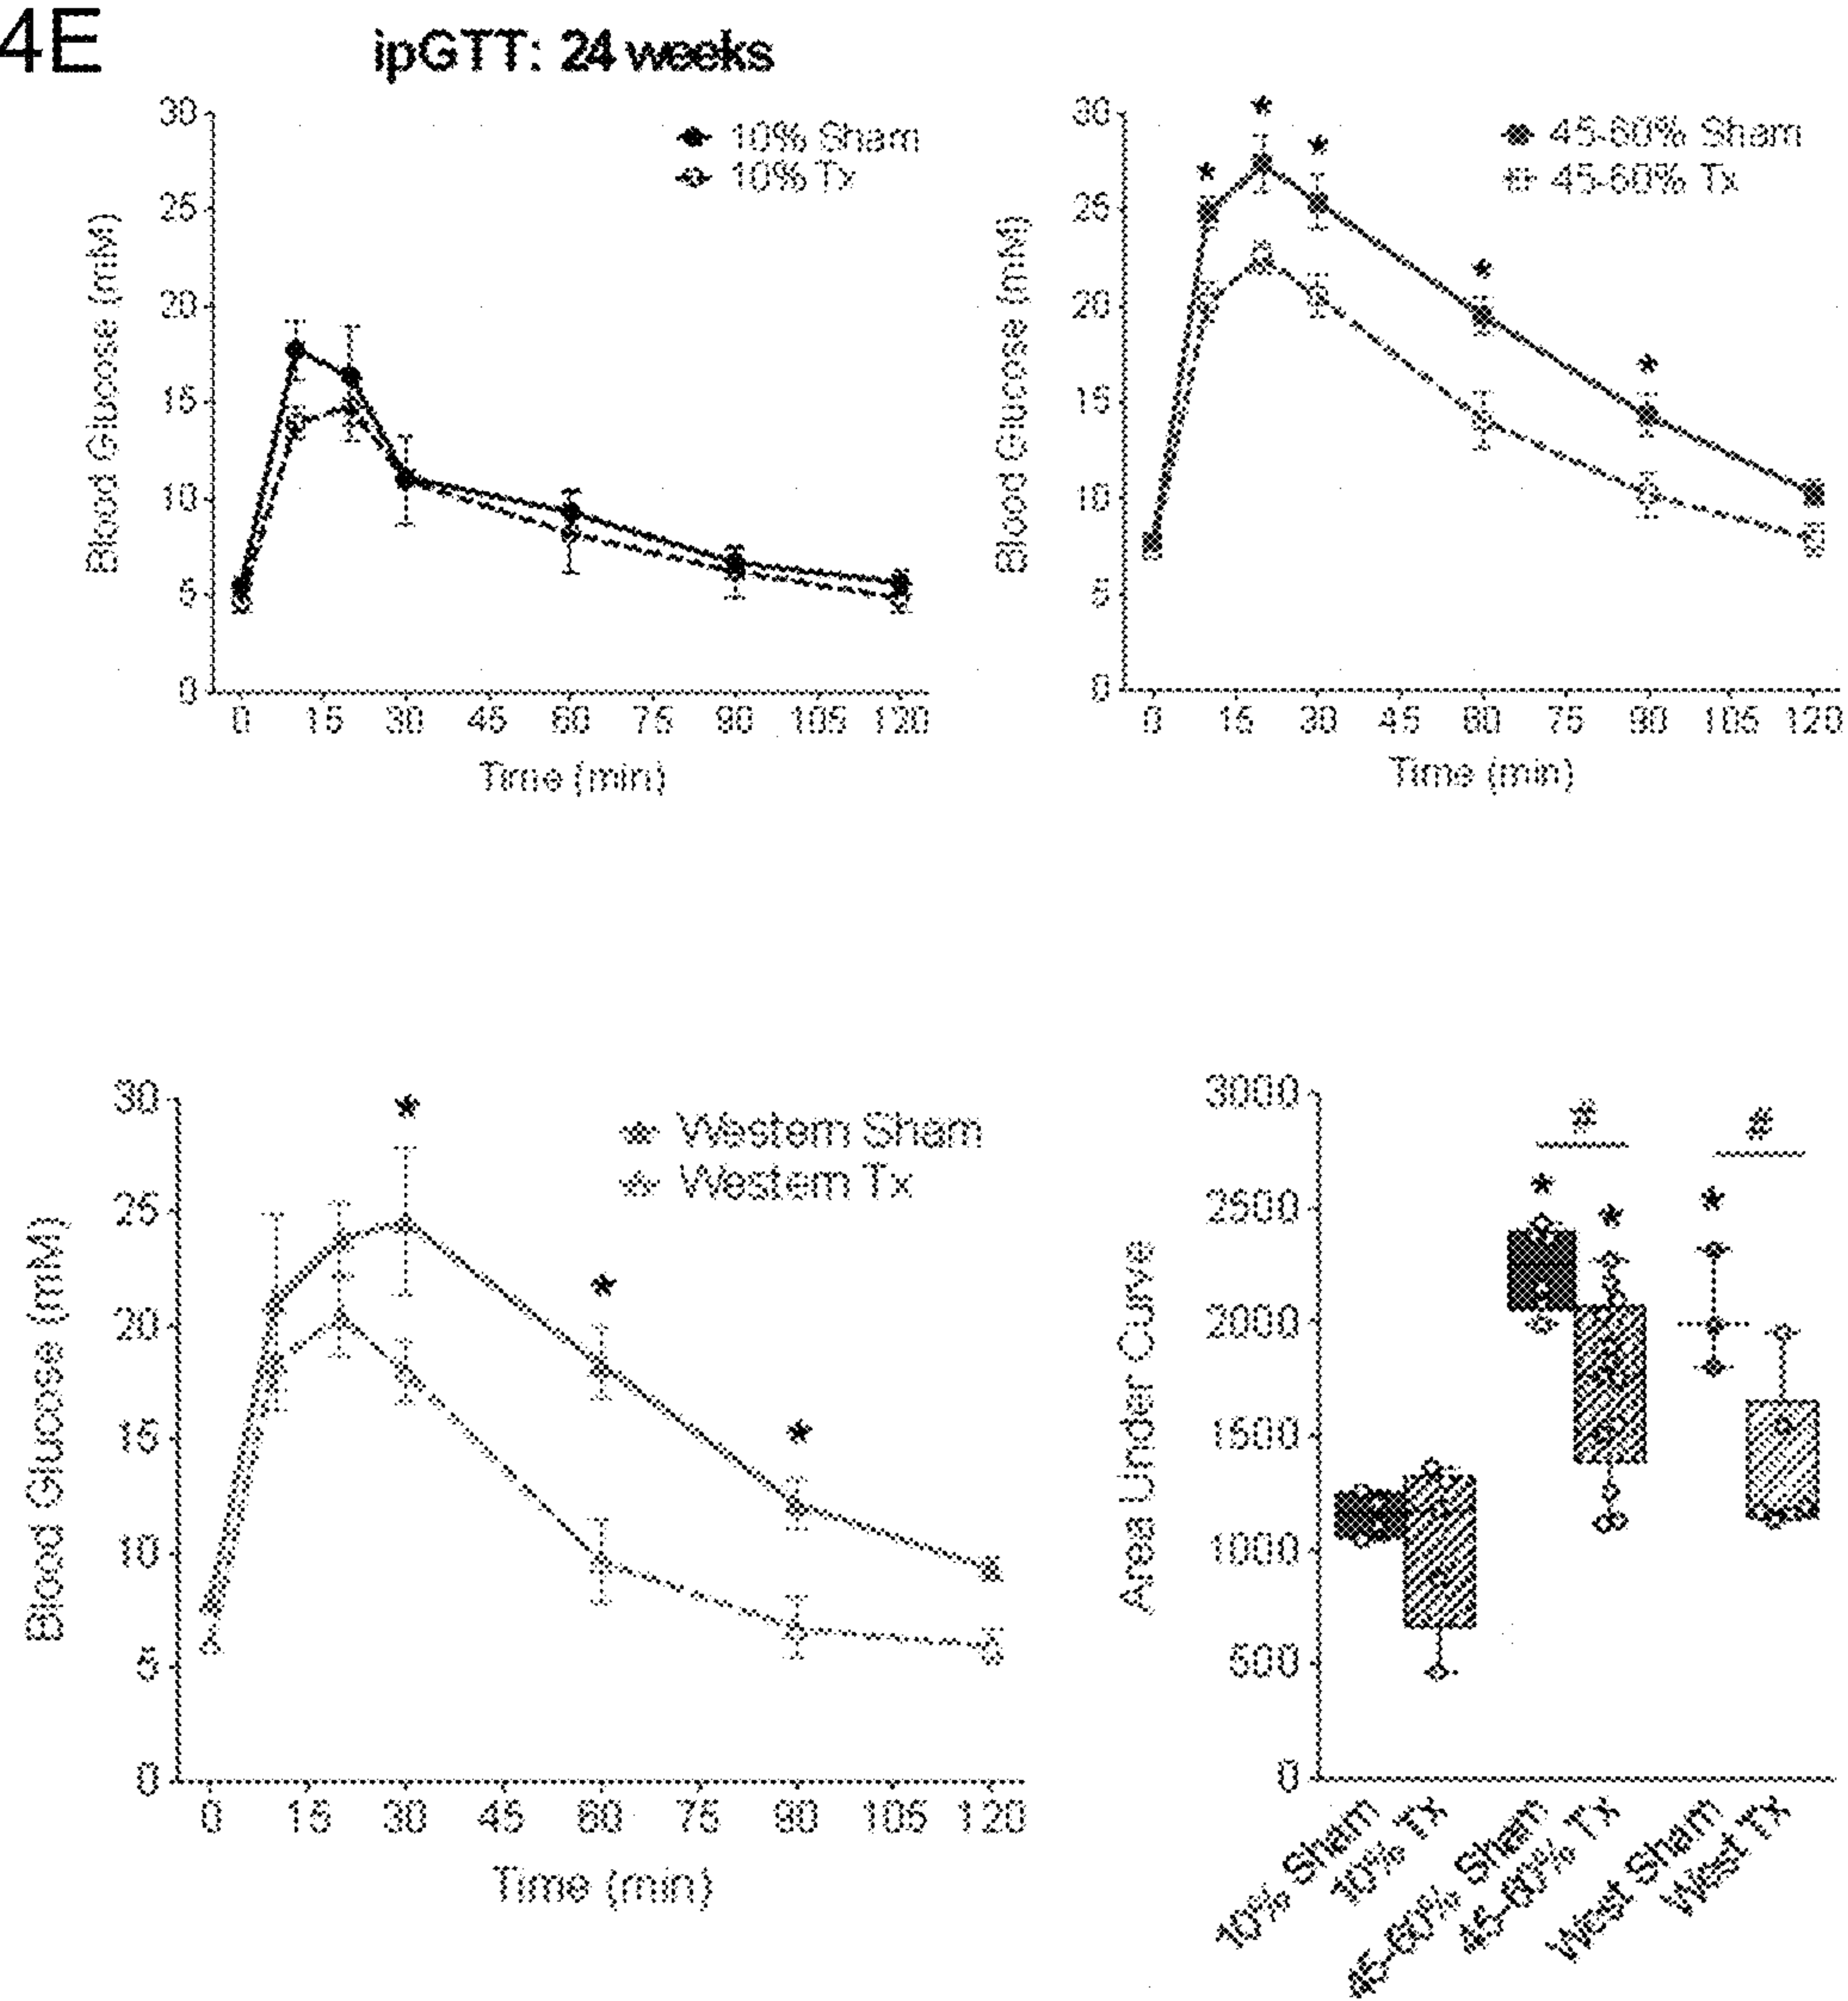 4E
ipGTT: 24 weeks
30
25
20
15
10
5
0
Blood Glucose (mM)
10% Sham
10% Tx
0 15 30 45 60 75 90 105 120
Time (min)
30
25
20
15
10
5
0
Blood Glucose (mM)
45-60% Sham
45-60% Tx
* * * * *
0 15 30 45 60 75 90 105 120
Time (min)
30
25
20
15
10
5
0
Blood Glucose (mM)
Western Sham
Western Tx
* * *
0 15 30 45 60 75 90 105 120
Time (min)
3000
2500
2000
1500
1000
500
0
Area Under Curve
# #
* * *
10% Sham
10% Tx
45-60% Sham
45-60% Tx
West Sham
West Tx